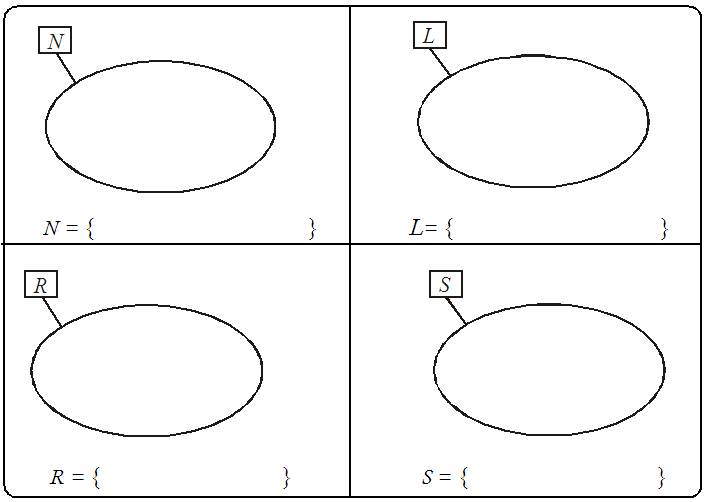 N
L
N = { }
L= { }
R
S
R = { }
S = { }